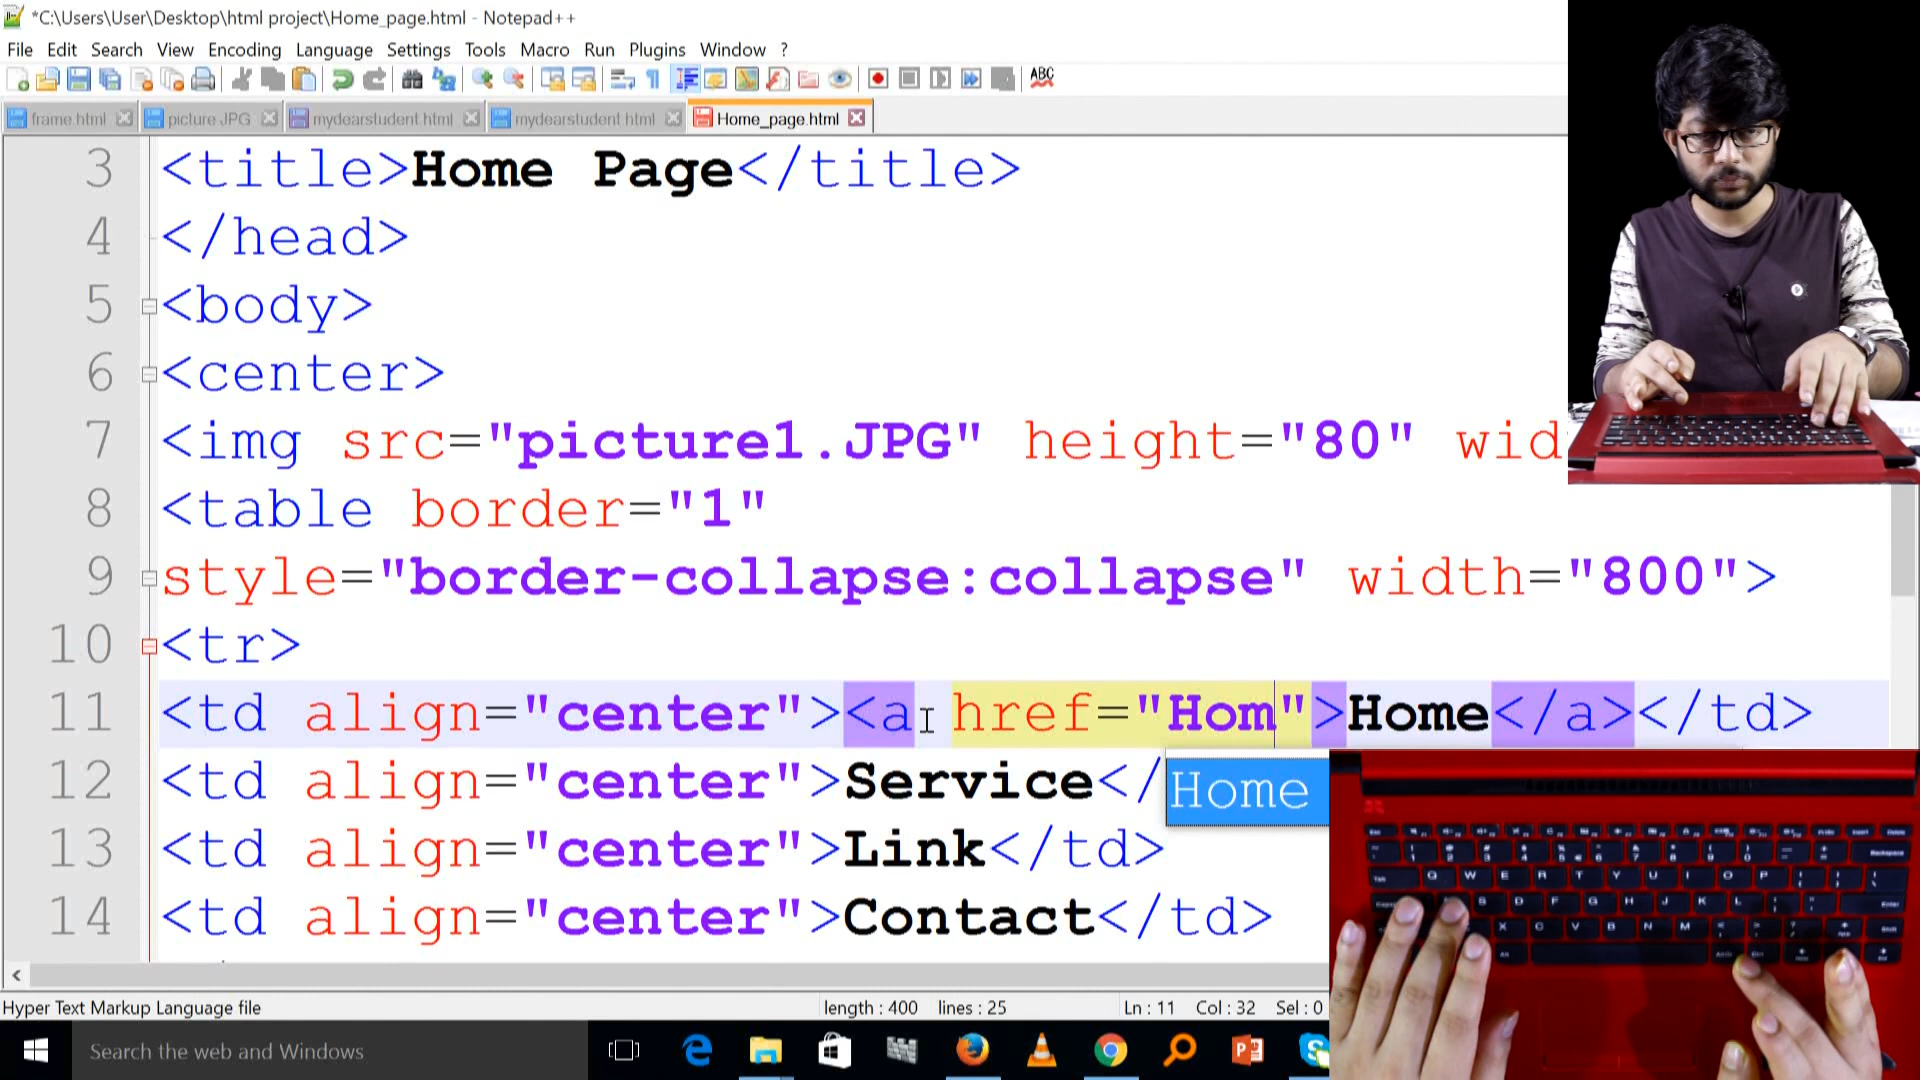 *C:\Users\User\Desktop\html project\Home_page.html - Notepad++
File Edit Search View Encoding Language Settings Tools Macro Run Plugins Window ?
ABC
frame.html picture JPG mydearstudent.html mydearstudent html Home_page.html
3 <title>Home Page</title>
4 </head>
5 <body>
6 <center>
7 <img src="picture1.JPG" height="80" wid
8 <table border="1"
9 style="border-collapse:collapse" width="800">
10 <tr>
11 <td align="center"><a href="Hom">Home</a></td>
12 <td align="center">Service</
Home
13 <td align="center">Link</td>
14 <td align="center">Contact</td>
Hyper Text Markup Language file length : 400 lines : 25 Ln : 11 Col : 32 Sel : 0
Search the web and Windows